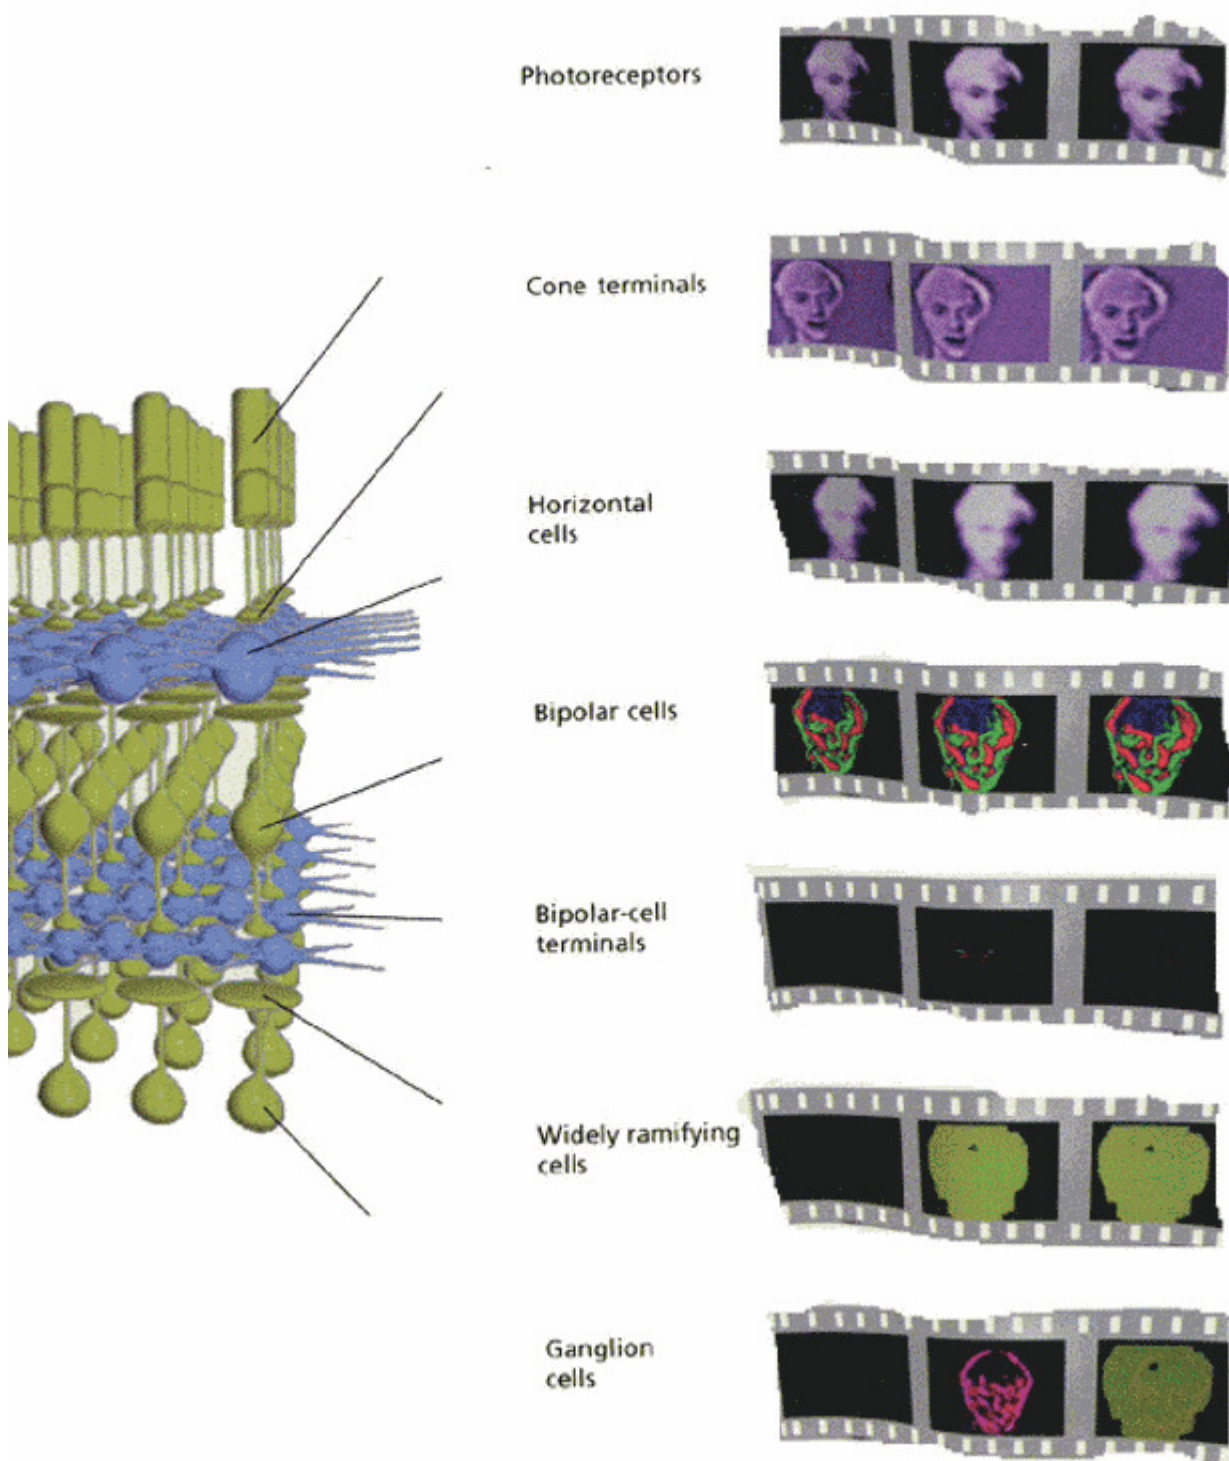 Photoreceptors
Cone terminals
Horizontal
cells
Bipolar cells
Bipolar-cell
terminals
Widely ramifying
cells
Ganglion
cells